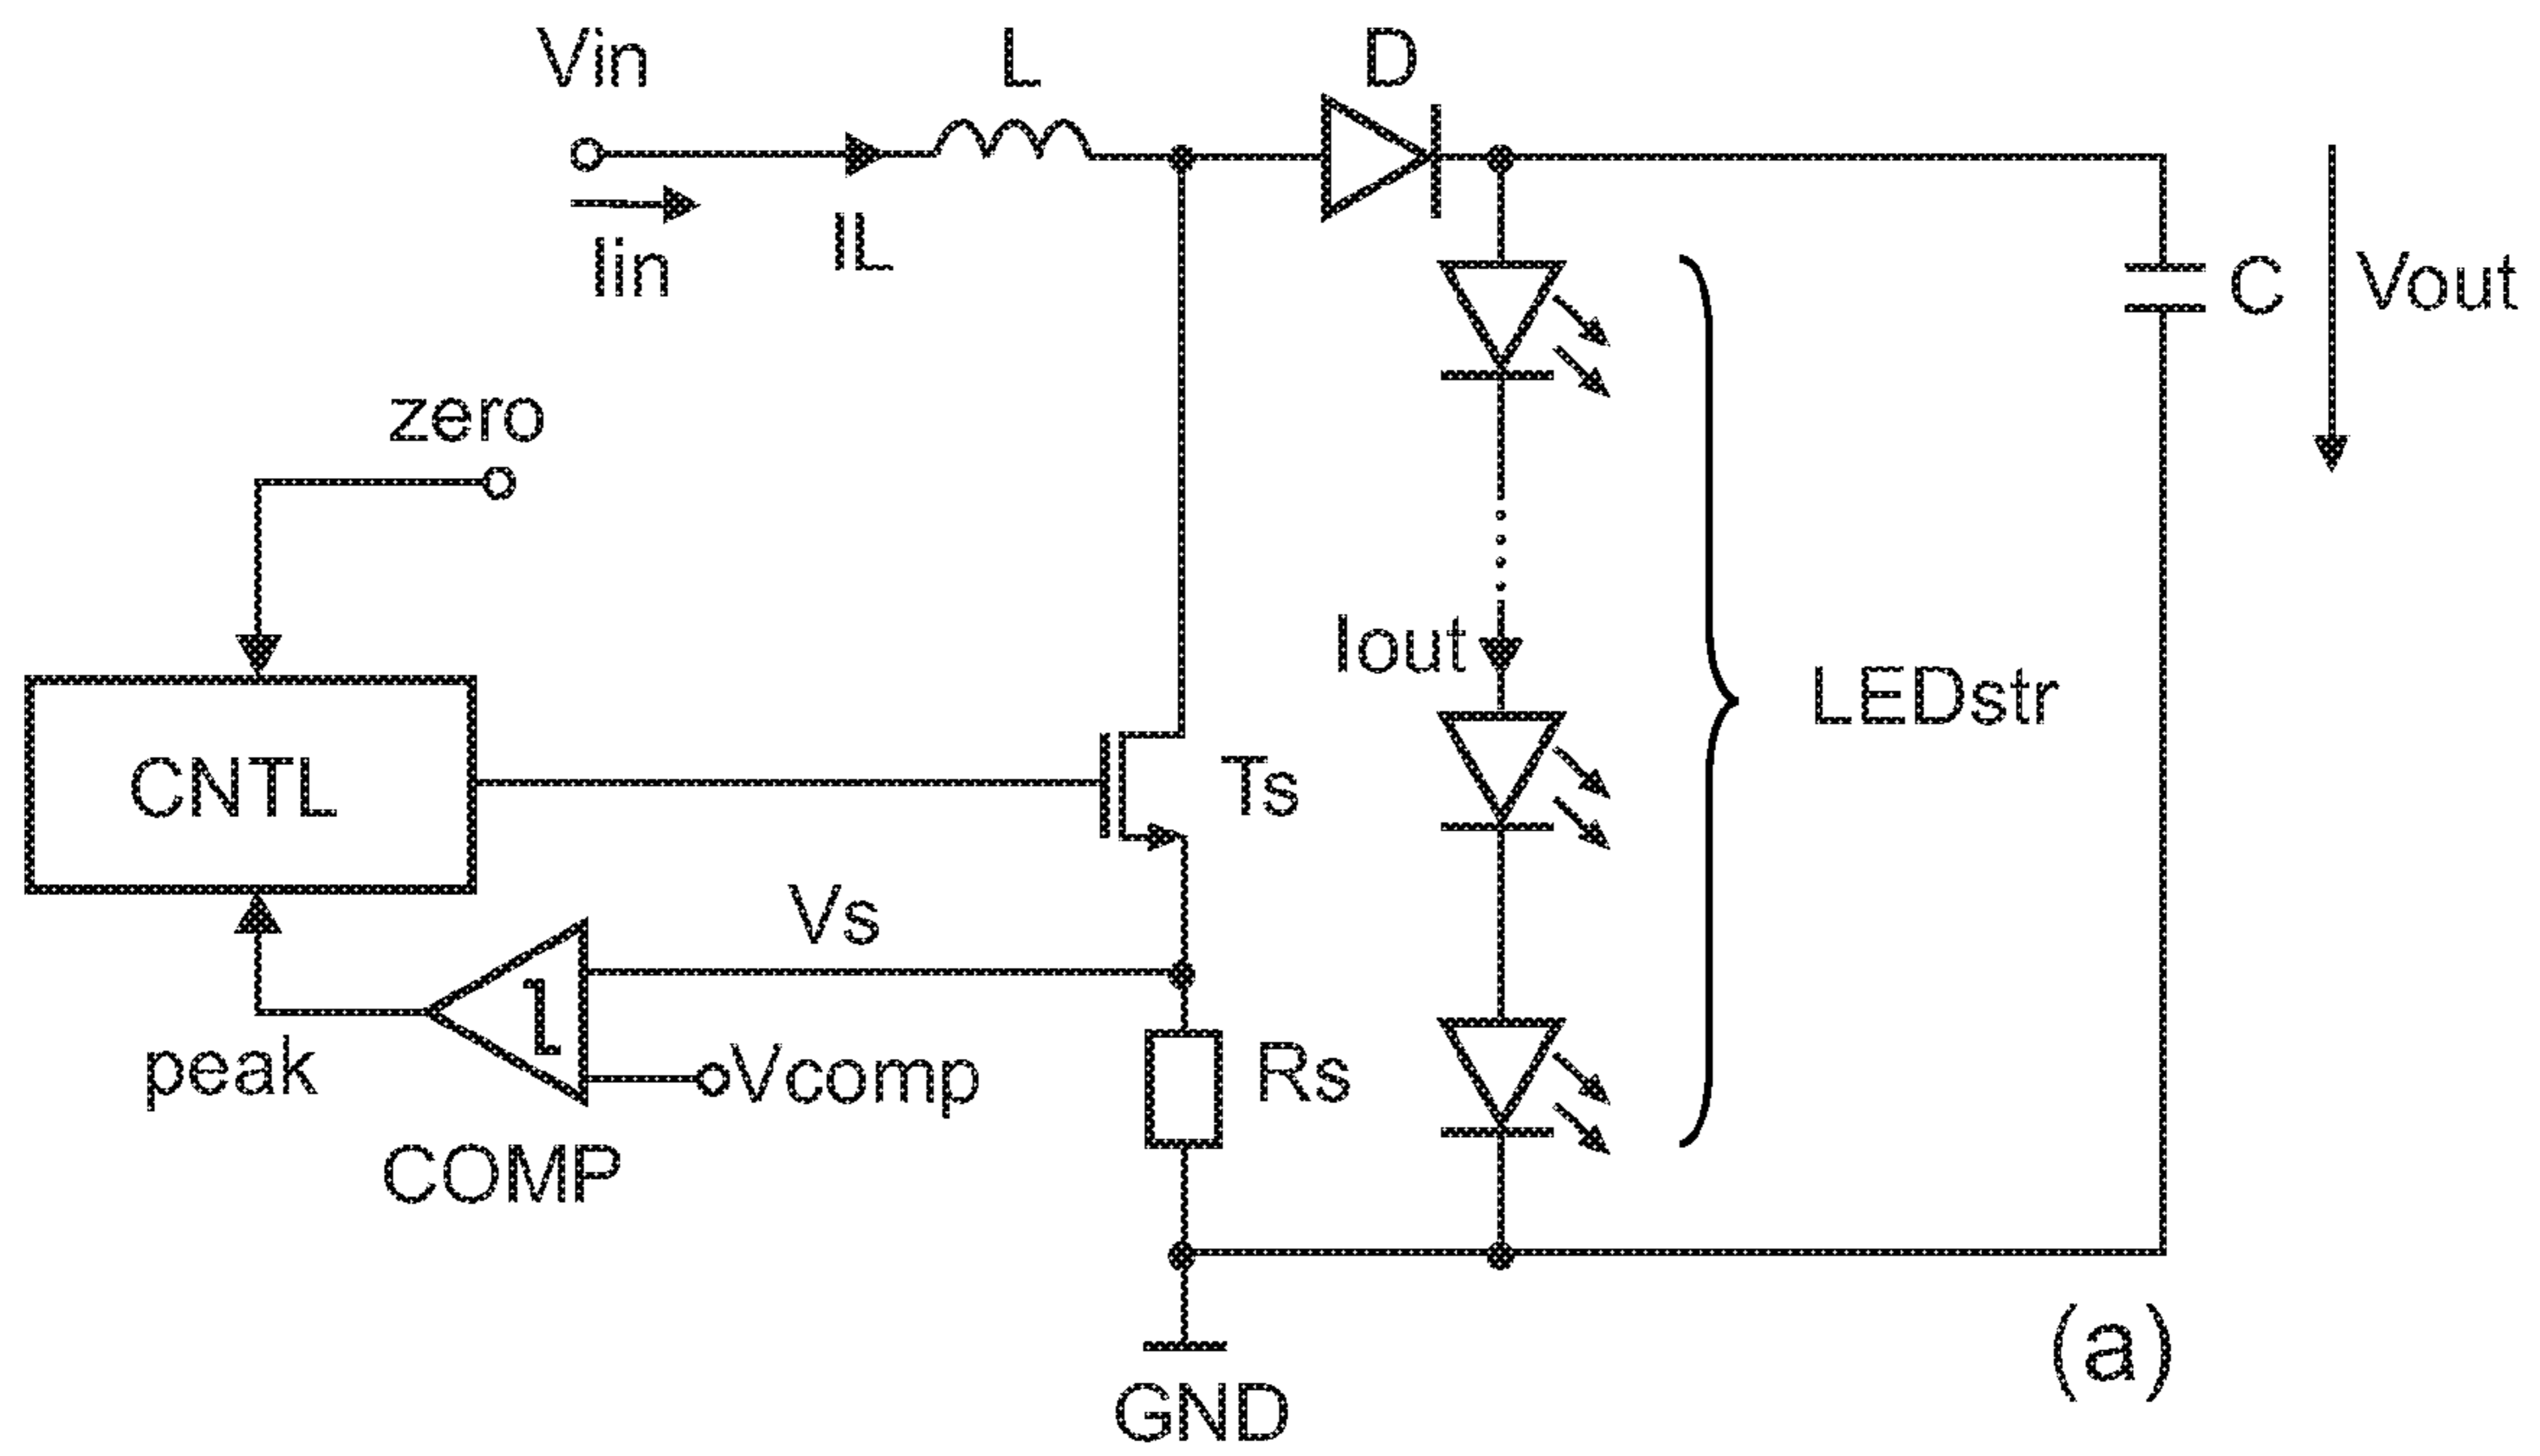 Vin
L
D
Iin
IL
C
Vout
zero
Iout
LEDstr
CNTL
Ts
Vs
peak
Vcomp
Rs
COMP
(a)
GND